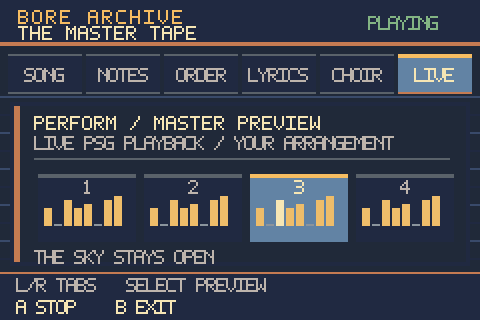 BORE ARCHIVE
THE MASTER TAPE
PLAYING
SONG NOTES ORDER LYRICS CHOIR LIVE
PERFORM / MASTER PREVIEW
LIVE PSG PLAYBACK / YOUR ARRANGEMENT
1 2 3 4
THE SKY STAYS OPEN
L/R TABS SELECT PREVIEW
A STOP B EXIT